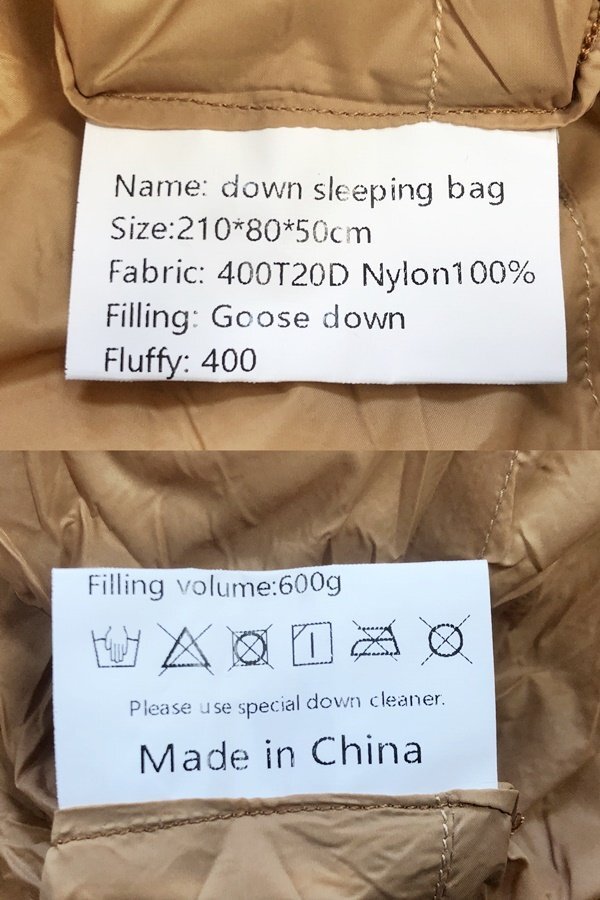 Name: down sleeping bag
Size:210*80*50cm
Fabric: 400T20D Nylon100%
Filling: Goose down
Fluffy: 400
Filling volume:600g
Please use special down cleaner.
Made in China